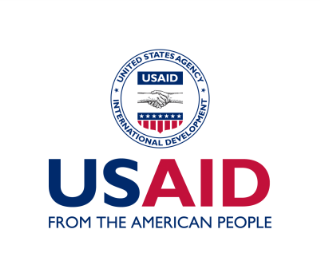 UNITED STATES AGENCY
USAID
INTERNATIONAL DEVELOPMENT
USAID
FROM THE AMERICAN PEOPLE